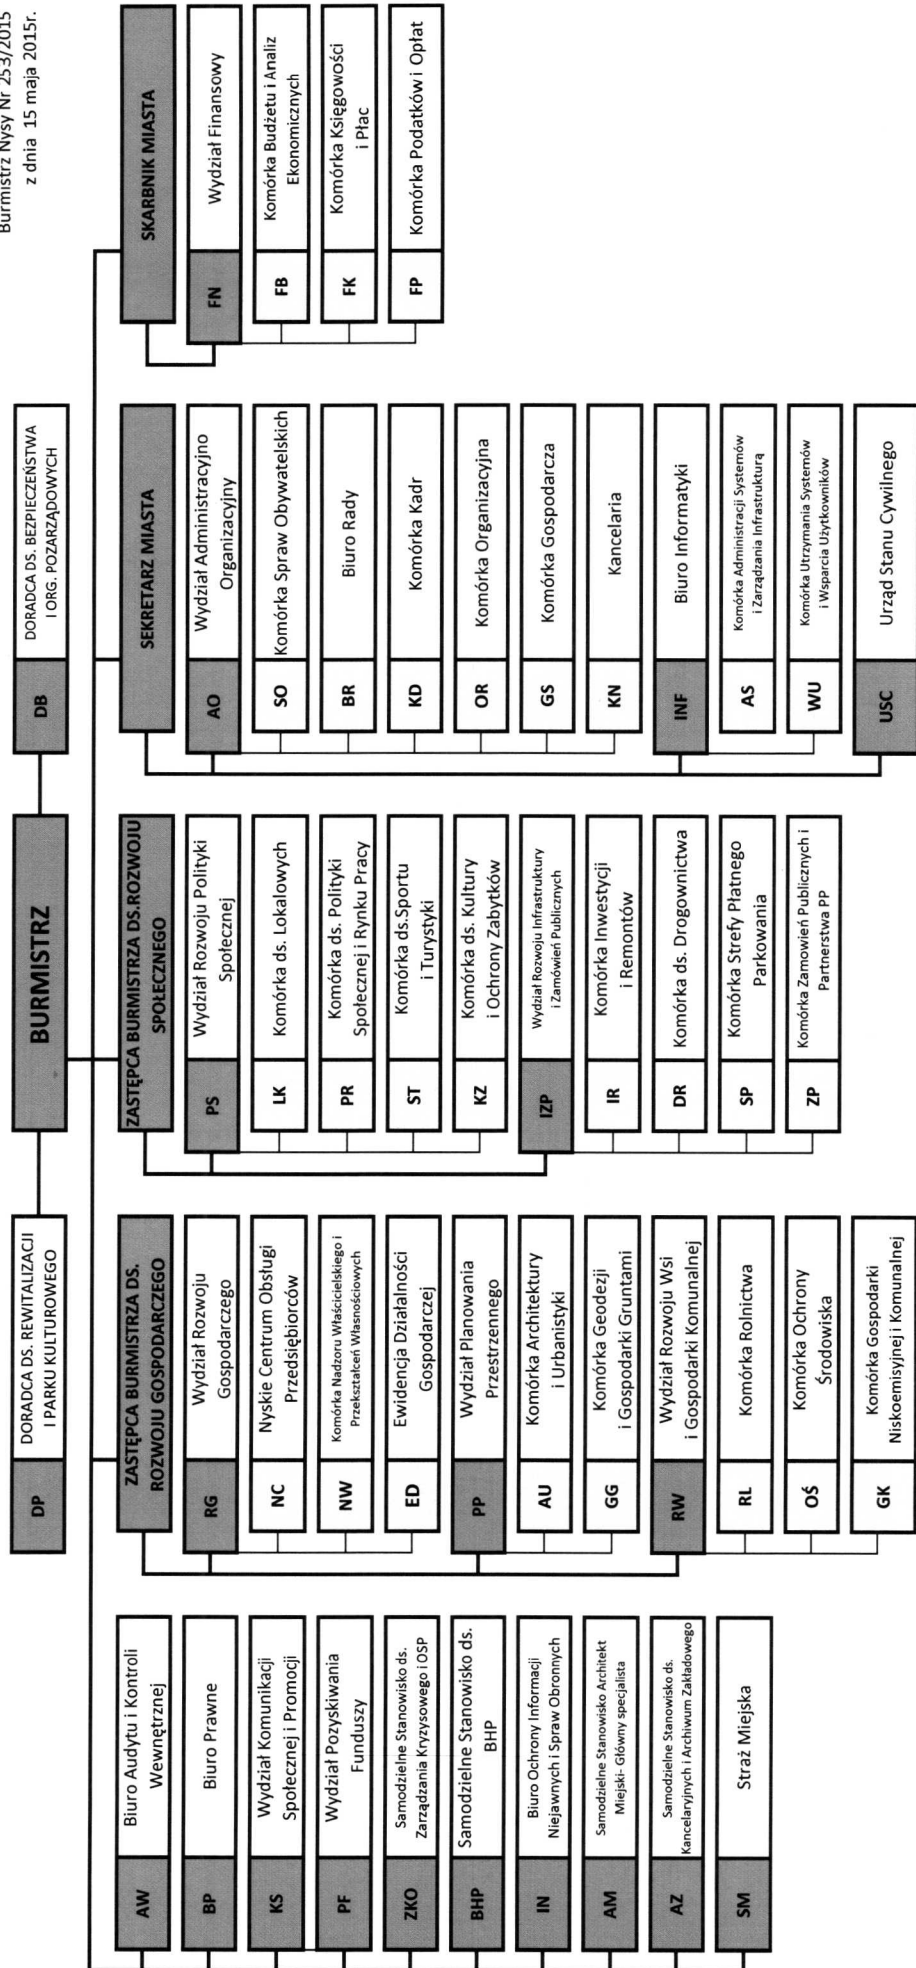 Burmistrz Nysy Nr 253/2015
z dnia 15 maja 2015r.
DP
DORADCA DS. REWITALIZACJI
I PARKU KULTUROWEGO
BURMISTRZ
DB
DORADCA DS. BEZPIECZEŃSTWA
I ORG. POZARZĄDOWYCH
AW
Biuro Audytu i Kontroli
Wewnętrznej
BP
Biuro Prawne
KS
Wydział Komunikacji
Społecznej i Promocji
PF
Wydział Pozyskiwania
Funduszy
ZKO
Samodzielne Stanowisko ds.
Zarządzania Krysowego i OSP
BHP
Samodzielne Stanowisko ds.
BHP
IN
Biuro Ochrony Informacji
Niejawnych i Spraw Obronnych
AM
Samodzielne Stanowisko Architekt
Miejski- Główny specjalista
AZ
Samodzielne Stanowisko ds.
Kancelaryjnych i Archiwum Zakładowego
SM
Straż Miejska
ZASTĘPCA BURMISTRZA DS.
ROZWOJU GOSPODARCZEGO
RG
Wydział Rozwoju
Gospodarczego
NC
Nyskie Centrum Obsługi
Przedsiębiorców
NW
Komórka Nadzoru Właścicielskiego i
Przekształceń Własnościowych
ED
Ewidencja Działalności
Gospodarczej
PP
Wydział Planowania
Przestrzennego
AU
Komórka Architektury
i Urbanistyki
GG
Komórka Geodezji
i Gospodarki Gruntami
RW
Wydział Rozwoju Wsi
i Gospodarki Komunalnej
RL
Komórka Rolnictwa
OŚ
Komórka Ochrony
Środowiska
GK
Komórka Gospodarki
Niskoemisyjnej i Komunalnej
ZASTĘPCA BURMISTRZA DS.ROZWOJU
SPOŁECZNEGO
PS
Wydział Rozwoju Polityki
Społecznej
LK
Komórka ds. Lokalowych
PR
Komórka ds. Polityki
Społecznej i Rynku Pracy
ST
Komórka ds.Sportu
i Turystyki
KZ
Komórka ds. Kultury
i Ochrony Zabytków
IZP
Wydział Rozwoju Infrastruktury
i Zamówień Publicznych
IR
Komórka Inwestycji
i Remontów
DR
Komórka ds. Drogownictwa
SP
Komórka Strefy Płatnego
Parkowania
ZP
Komórka Zamowień Publicznych i
Partnerstwa PP
SEKRETARZ MIASTA
AO
Wydział Administracyjno
Organizacyjny
SO
Komórka Spraw Obywatelskich
BR
Biuro Rady
KD
Komórka Kadr
OR
Komórka Organizacyjna
GS
Komórka Gospodarcza
KN
Kancelaria
INF
Biuro Informatyki
AS
Komórka Administracji Systemów
i Zarządzania Infrastrukturą
WU
Komórka Utrzymania Systemów
i Wsparcia Użytkowników
USC
Urząd Stanu Cywilnego
SKARBNIK MIASTA
FN
Wydział Finansowy
FB
Komórka Budżetu i Analiz
Ekonomicznych
FK
Komórka Księgowości
i Płac
FP
Komórka Podatków i Opłat